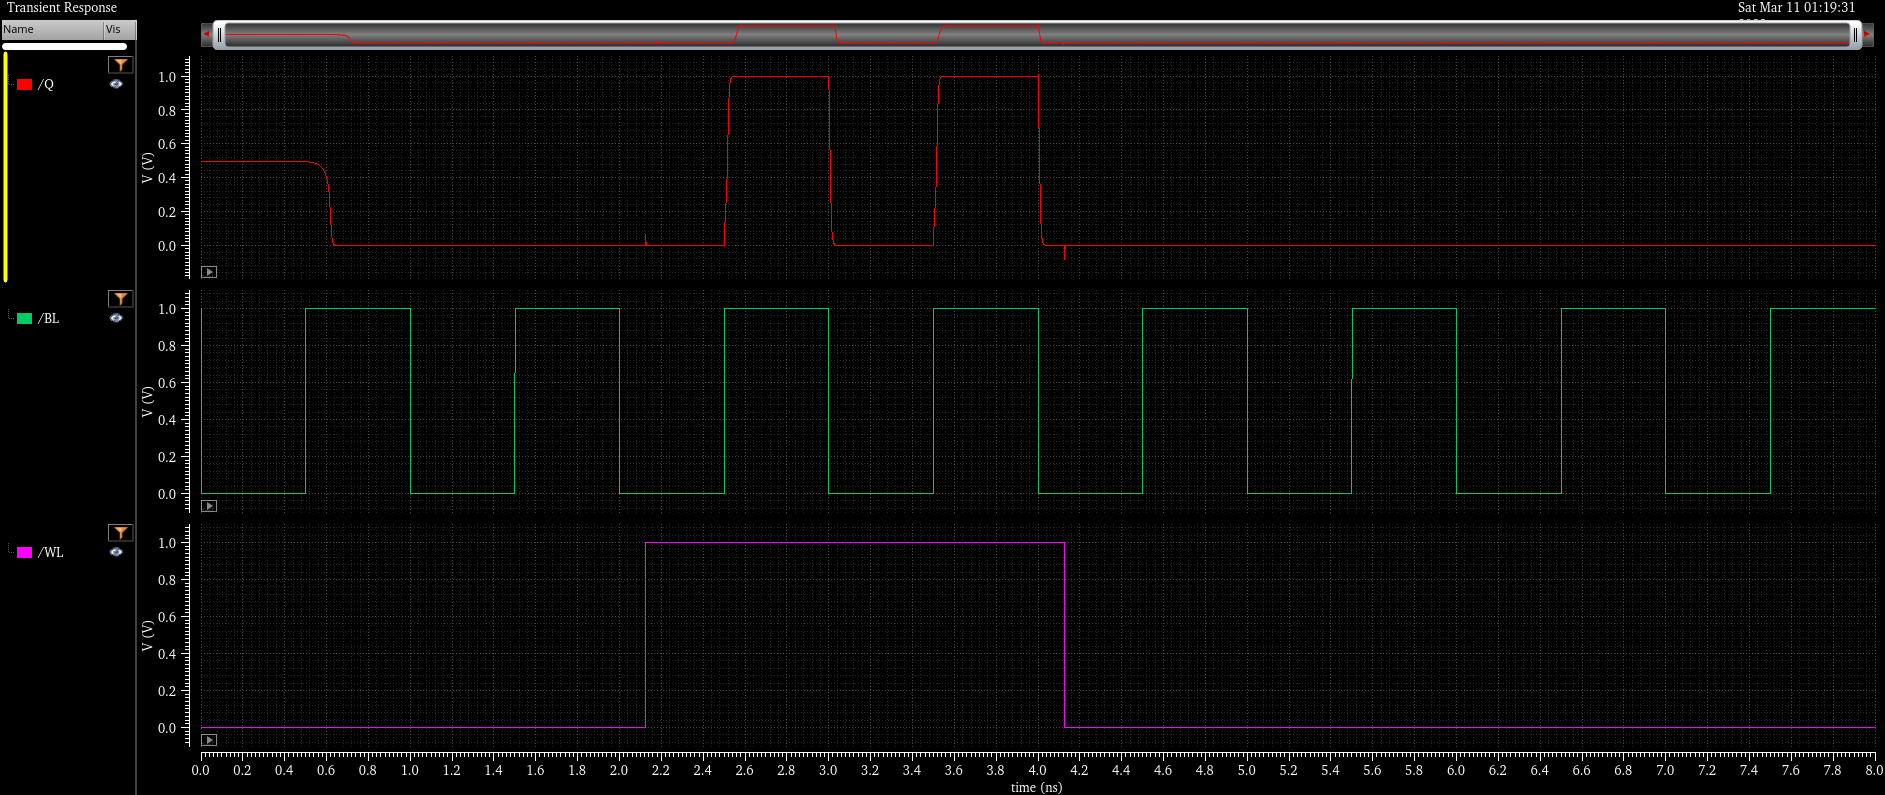 Transient Response
Sat Mar 11 01:19:31
Name Vis
/Q
V (V)
1.0
0.8
0.6
0.4
0.2
0.0
/BL
V (V)
1.0
0.8
0.6
0.4
0.2
0.0
/WL
V (V)
1.0
0.8
0.6
0.4
0.2
0.0
0.0 0.2 0.4 0.6 0.8 1.0 1.2 1.4 1.6 1.8 2.0 2.2 2.4 2.6 2.8 3.0 3.2 3.4 3.6 3.8 4.0 4.2 4.4 4.6 4.8 5.0 5.2 5.4 5.6 5.8 6.0 6.2 6.4 6.6 6.8 7.0 7.2 7.4 7.6 7.8 8.0
time (ns)